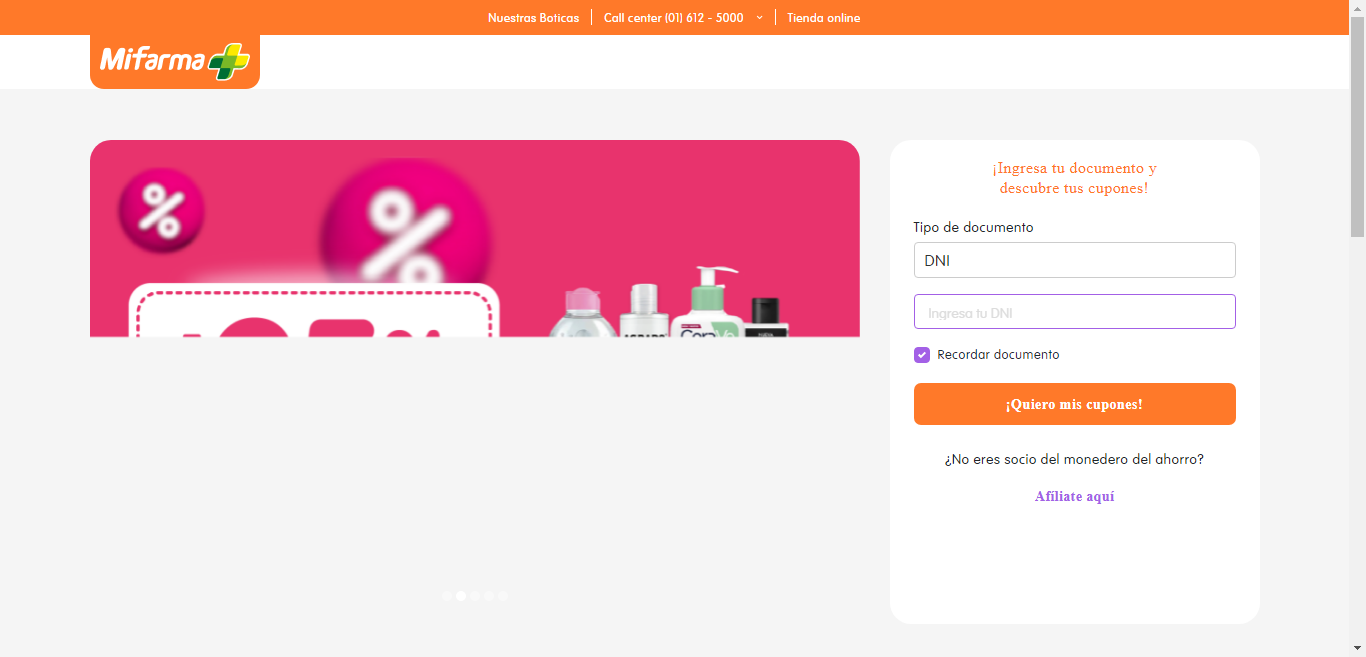 Nuestras Boticas
Call center (01) 612 - 5000
Tienda online
Mifarma
¡Ingresa tu documento y
descubre tus cupones!
Tipo de documento
DNI
Ingresa tu DNI
Recordar documento
¡Quiero mis cupones!
¿No eres socio del monedero del ahorro?
Afíliate aquí